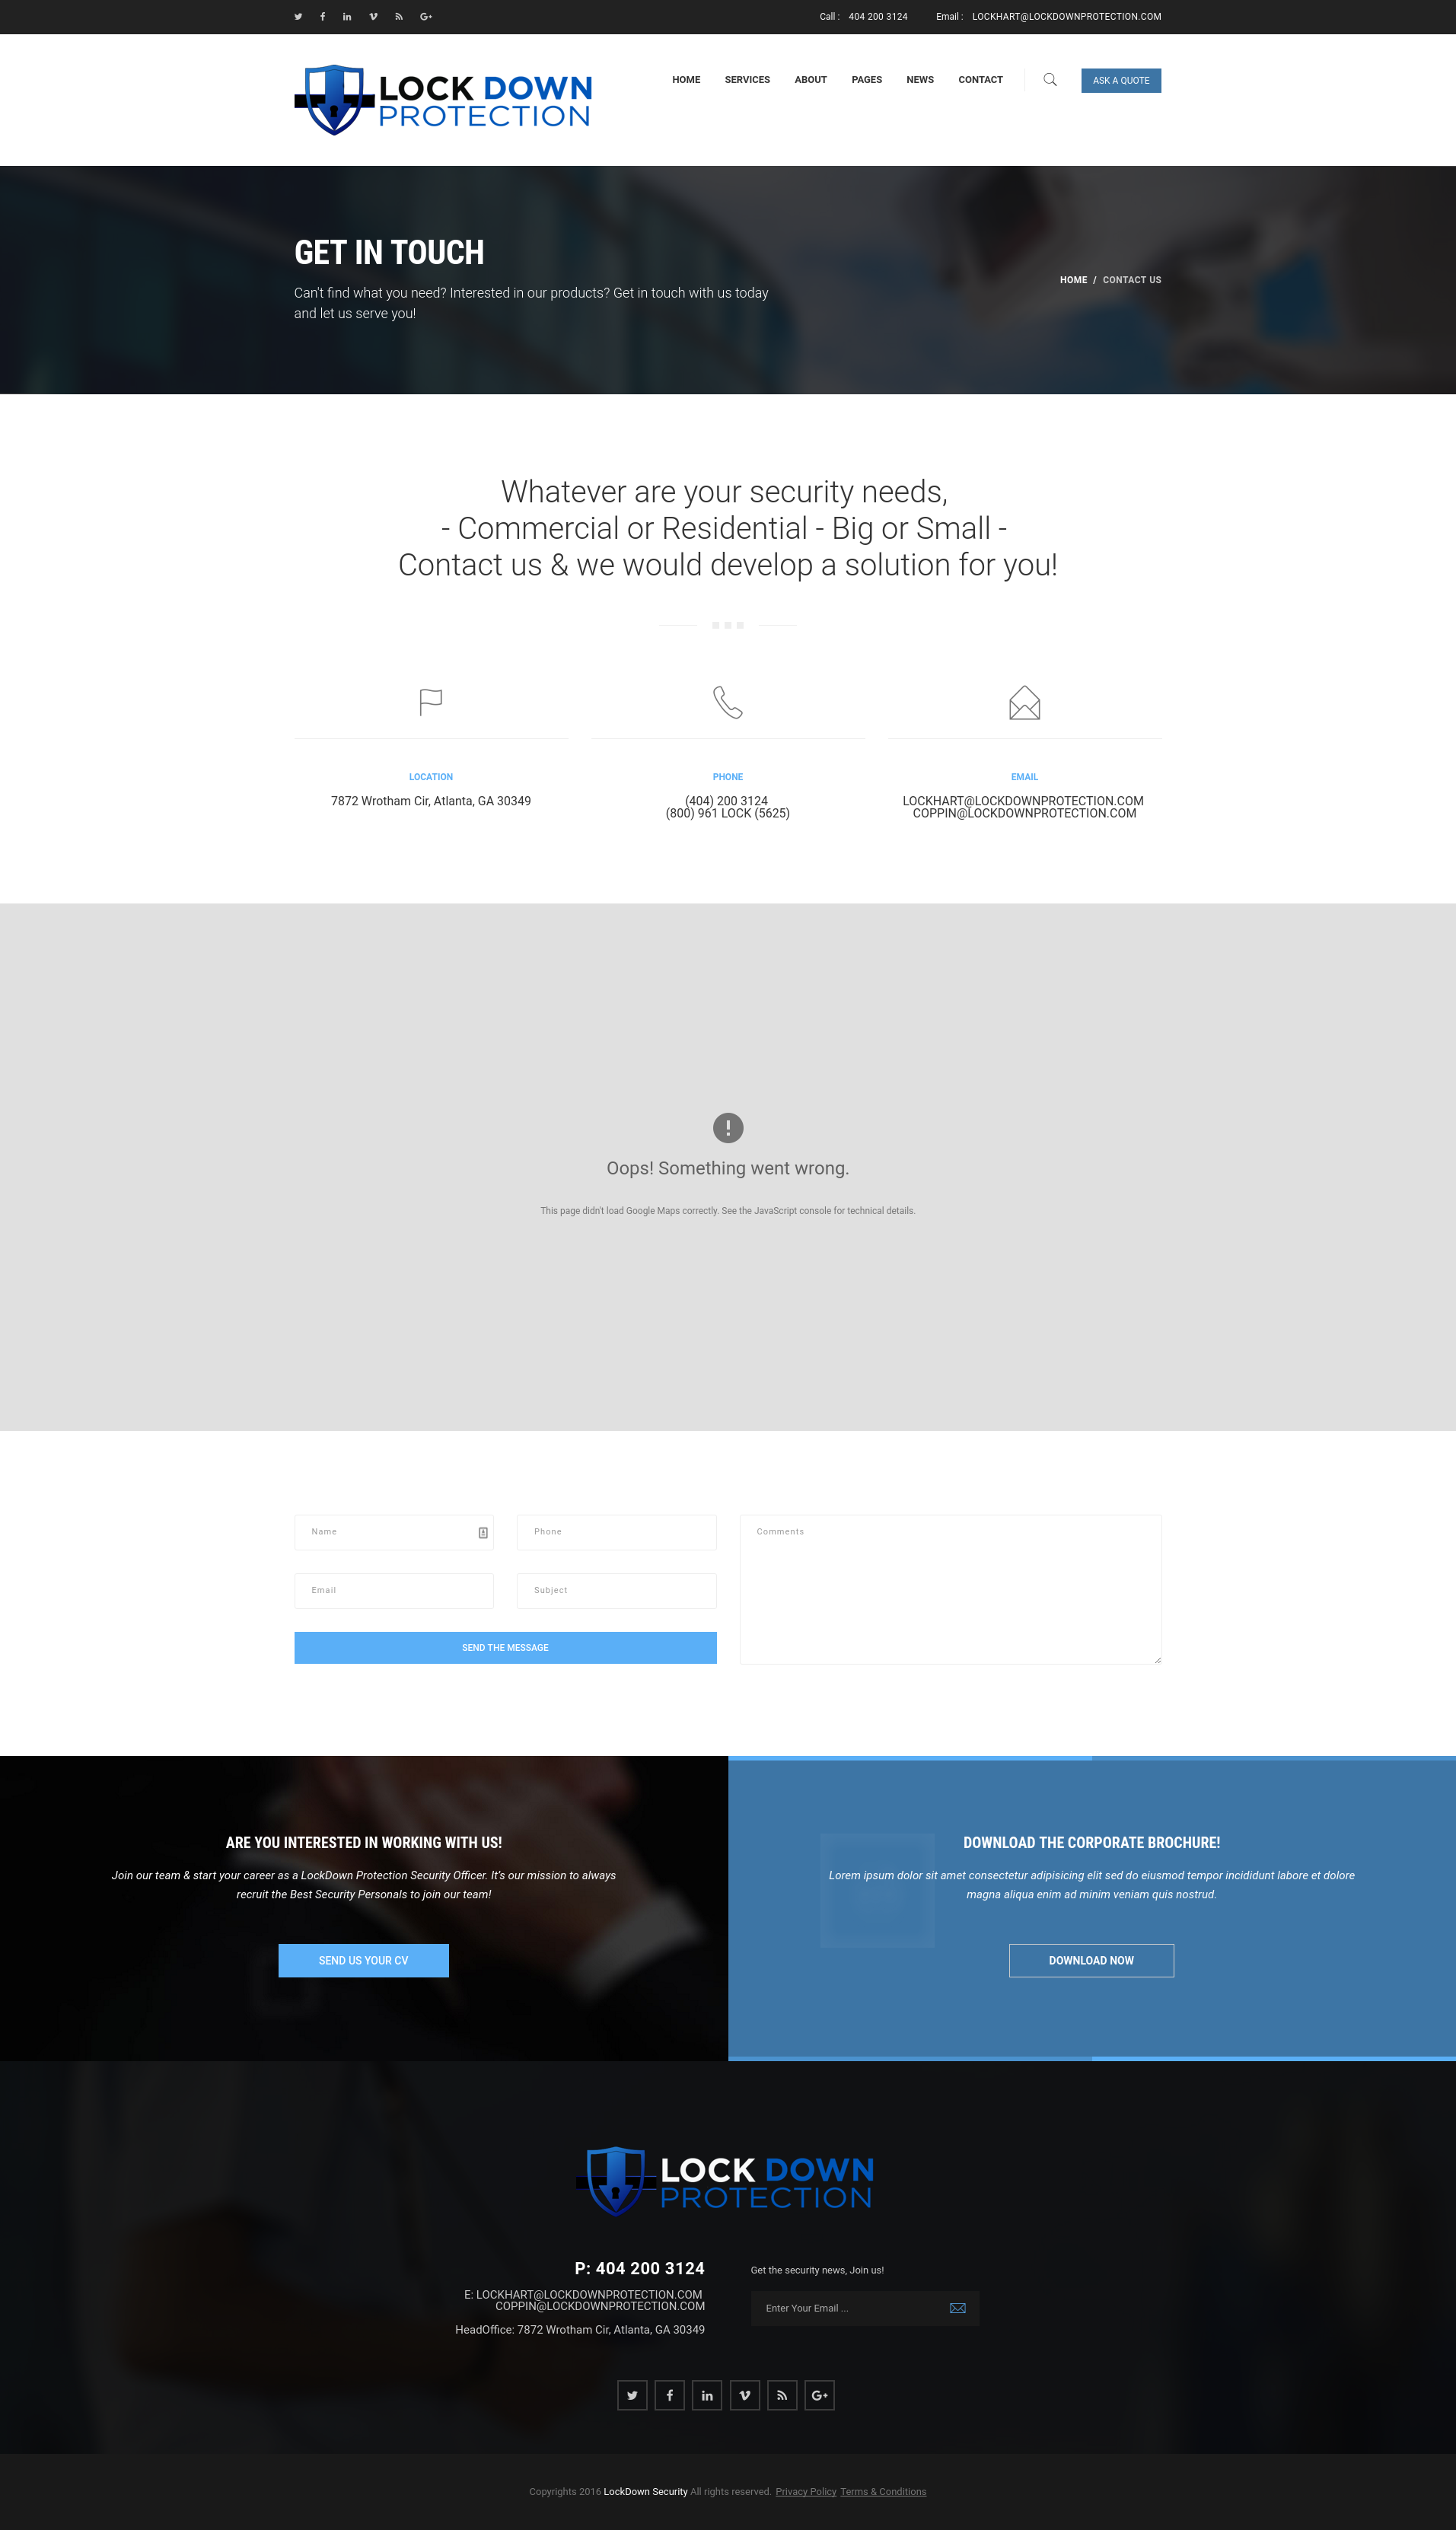 Call : 404 200 3124 Email : LOCKHART@LOCKDOWNPROTECTION.COM
LOCK DOWN
PROTECTION
HOME SERVICES ABOUT PAGES NEWS CONTACT ASK A QUOTE
GET IN TOUCH
Can't find what you need? Interested in our products? Get in touch with us today
and let us serve you!
HOME / CONTACT US
Whatever are your security needs,
- Commercial or Residential - Big or Small -
Contact us & we would develop a solution for you!
LOCATION
7872 Wrotham Cir, Atlanta, GA 30349
PHONE
(404) 200 3124
(800) 961 LOCK (5625)
EMAIL
LOCKHART@LOCKDOWNPROTECTION.COM
COPPIN@LOCKDOWNPROTECTION.COM
Oops! Something went wrong.
This page didn't load Google Maps correctly. See the JavaScript console for technical details.
Name
Phone
Comments
Email
Subject
SEND THE MESSAGE
ARE YOU INTERESTED IN WORKING WITH US!
Join our team & start your career as a LockDown Protection Security Officer. It's our mission to always
recruit the Best Security Personals to join our team!
SEND US YOUR CV
DOWNLOAD THE CORPORATE BROCHURE!
Lorem ipsum dolor sit amet consectetur adipisicing elit sed do eiusmod tempor incididunt labore et dolore
magna aliqua enim ad minim veniam quis nostrud.
DOWNLOAD NOW
LOCK DOWN
PROTECTION
P: 404 200 3124
E: LOCKHART@LOCKDOWNPROTECTION.COM
COPPIN@LOCKDOWNPROTECTION.COM
HeadOffice: 7872 Wrotham Cir, Atlanta, GA 30349
Get the security news, Join us!
Enter Your Email ...
Copyrights 2016 LockDown Security All rights reserved. Privacy Policy Terms & Conditions